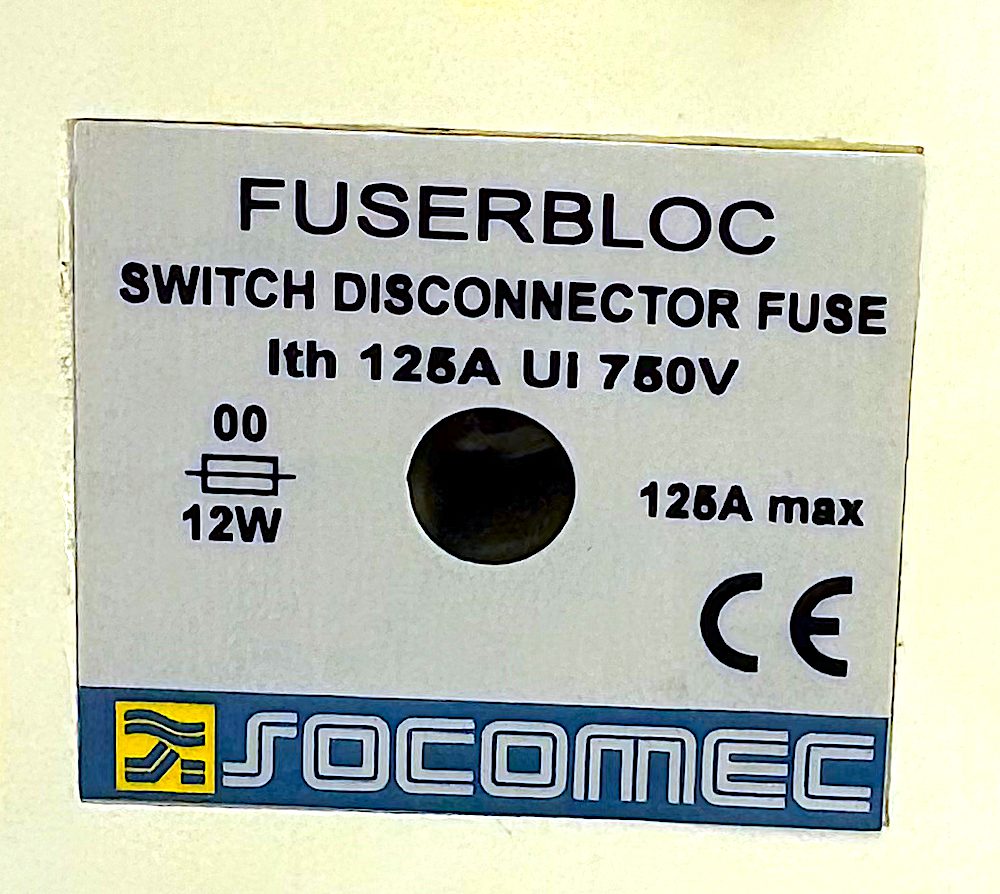 FUSERBLOC
SWITCH DISCONNECTOR FUSE
Ith 125A UI 750V
00
12W
125A max
CE
SOCOMEC